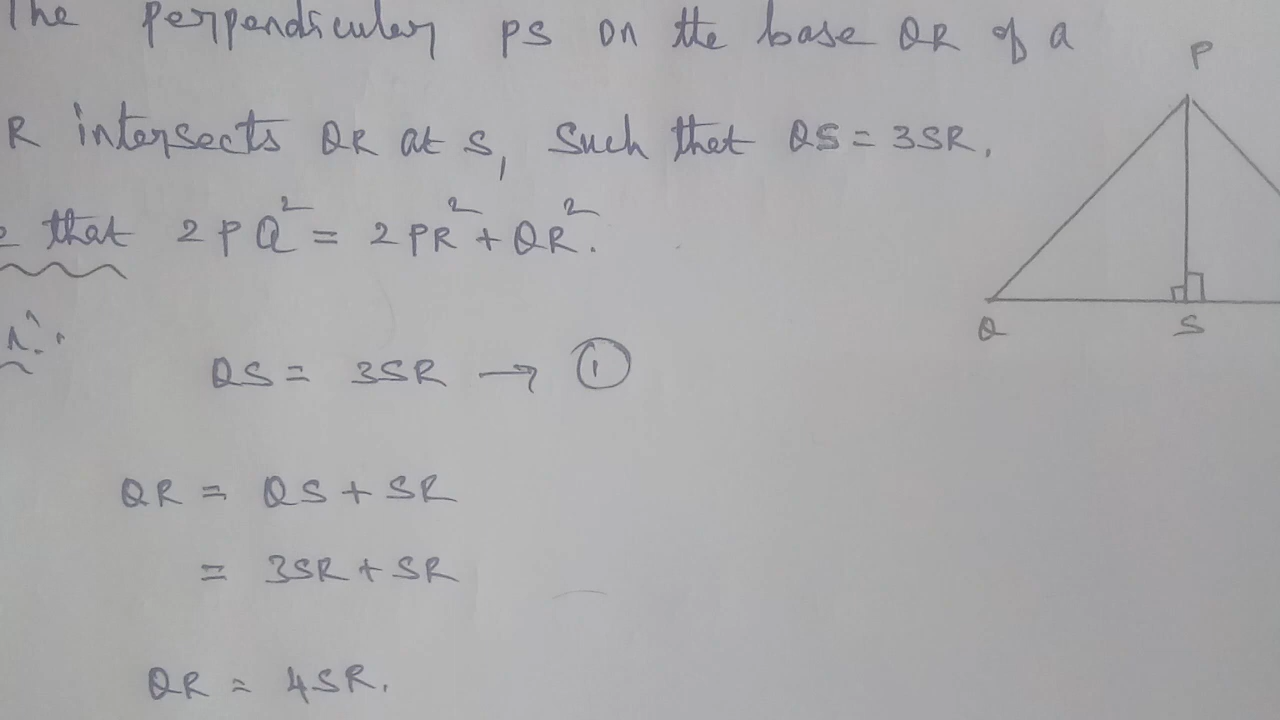 The perpendicular PS on the base QR of a
R intersects QR at S, Such that QS = 3SR.
that 2PQ² = 2PR² + QR².
QS = 3SR → ①
QR = QS + SR
= 3SR + SR
QR = 4SR.
P
Q
S